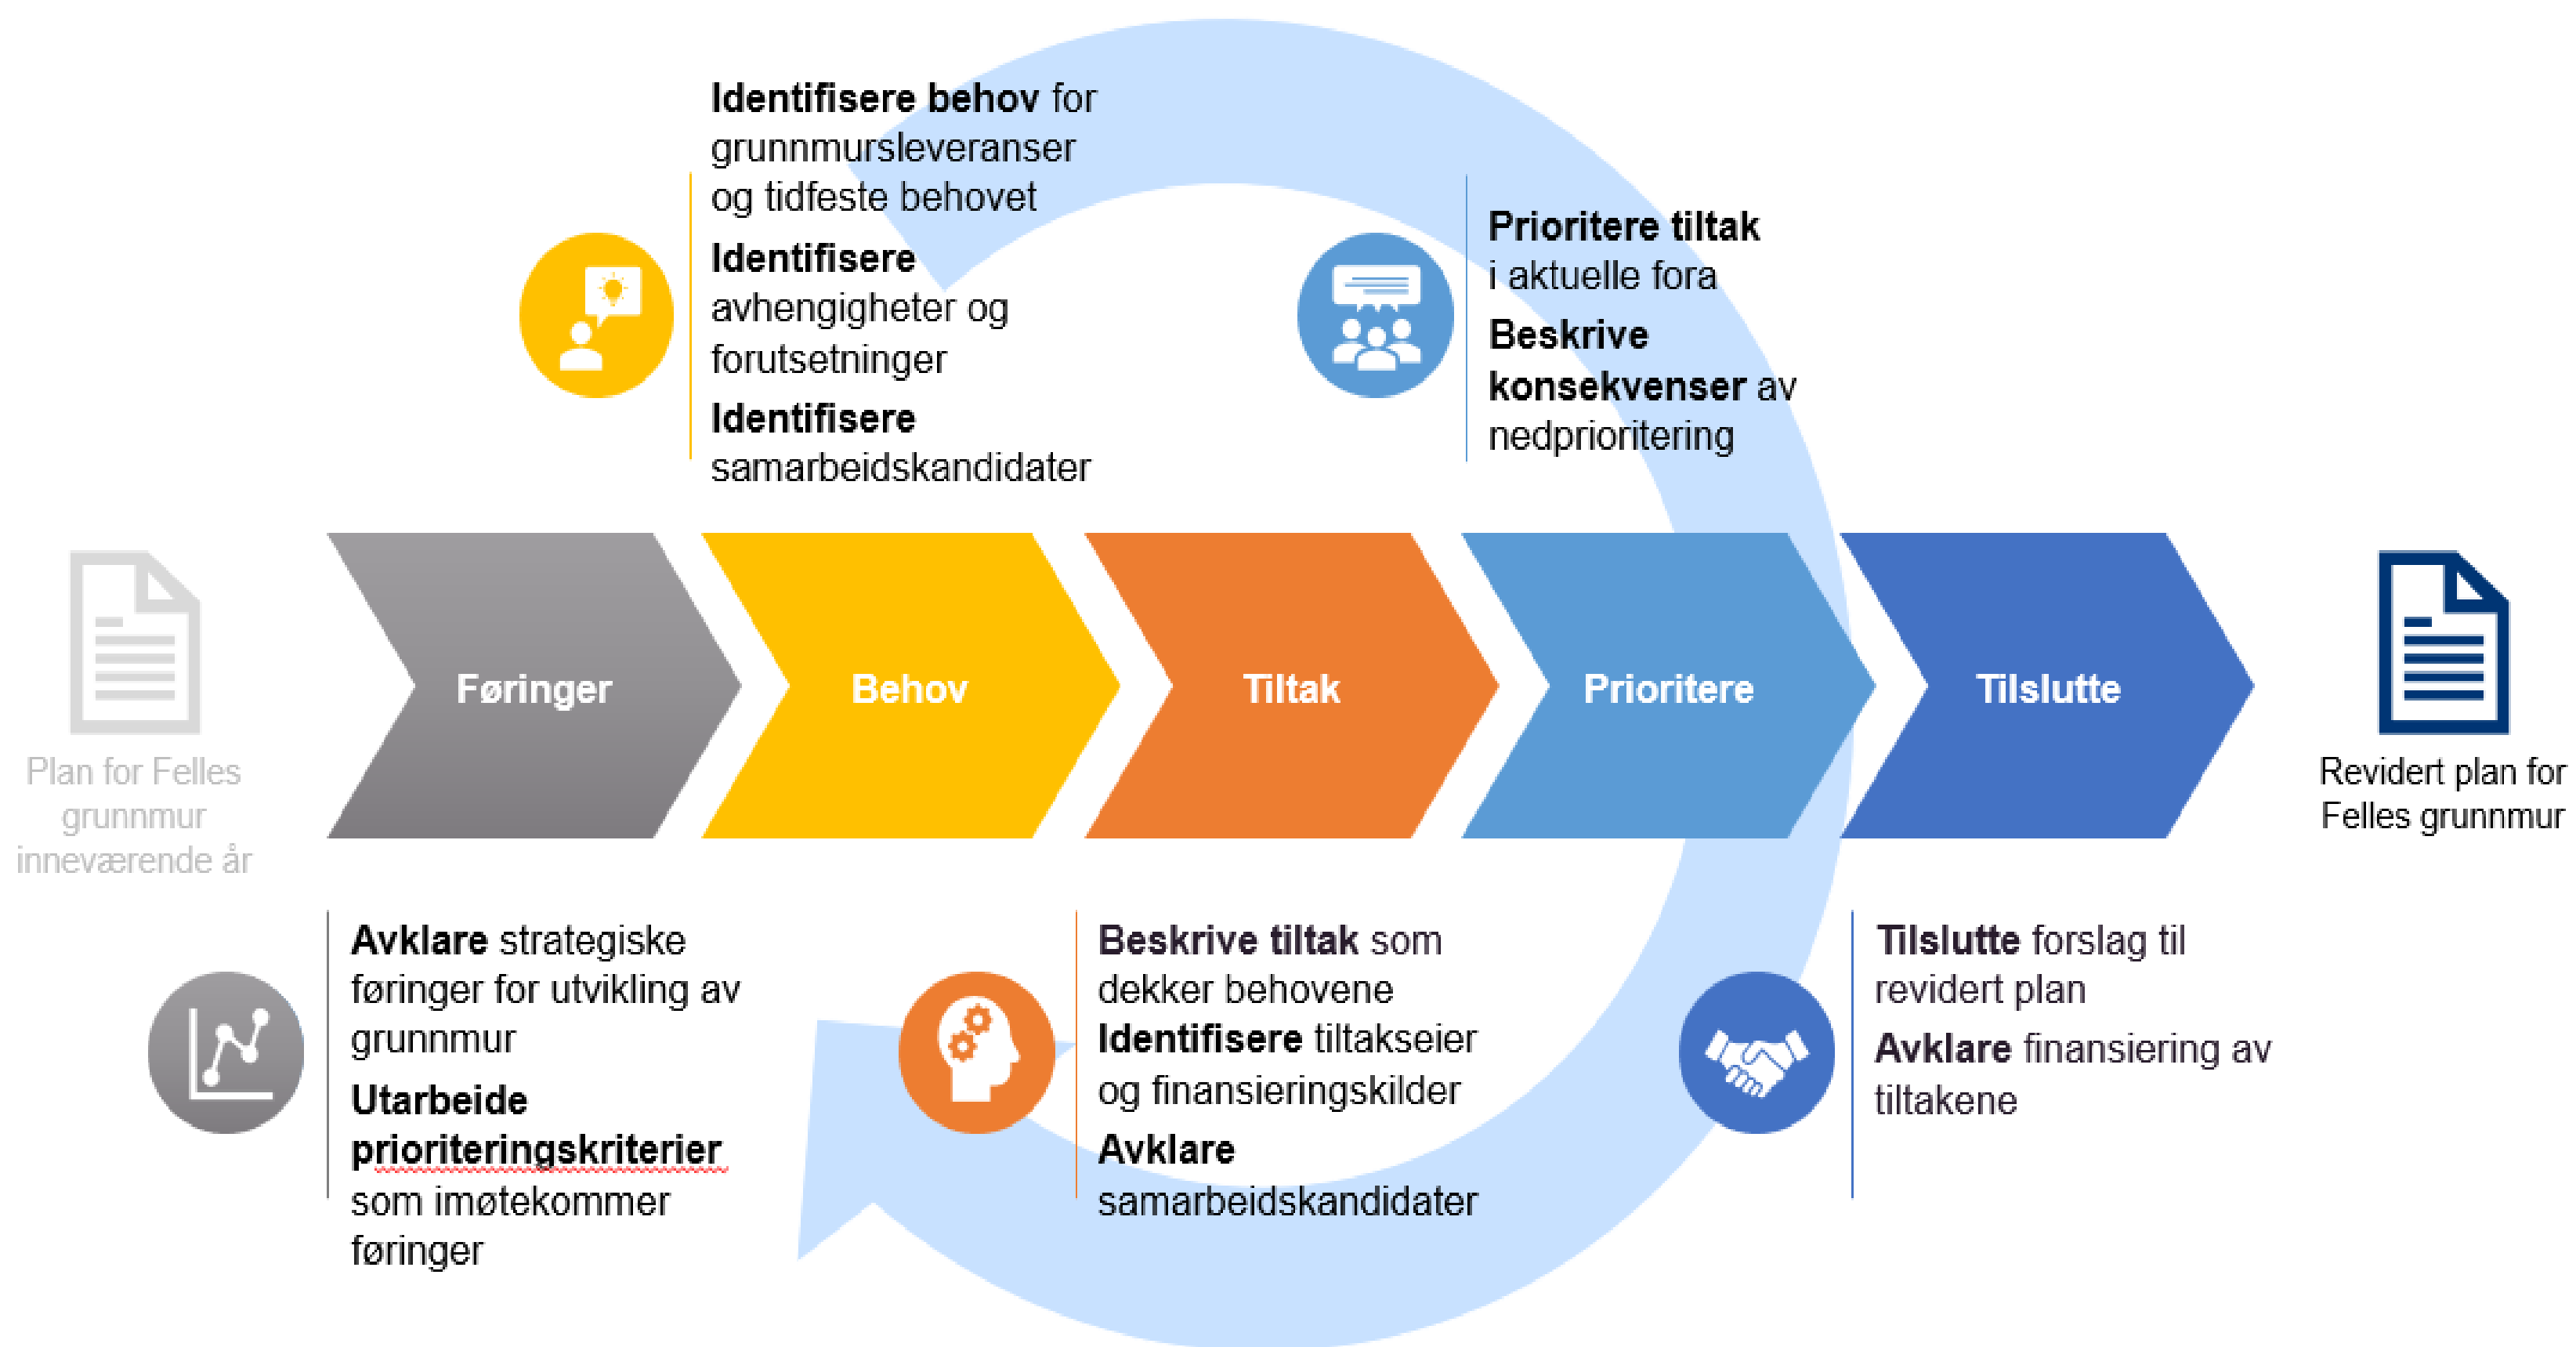 Identifisere behov for
grunnmursleveranser
og tidfeste behovet
Identifisere
avhengigheter og
forutsetninger
Identifisere
samarbeidskandidater
Prioritere tiltak
i aktuelle fora
Beskrive
konsekvenser av
nedprioritering
Plan for Felles
grunnmur
inneværende år
Føringer
Behov
Tiltak
Prioritere
Tilslutte
Revidert plan for
Felles grunnmur
Avklare strategiske
føringer for utvikling av
grunnmur
Utarbeide
prioriteringskriterier
som imøtekommer
føringer
Beskrive tiltak som
dekker behovene
Identifisere tiltakseier
og finansieringskilder
Avklare
samarbeidskandidater
Tilslutte forslag til
revidert plan
Avklare finansiering av
tiltakene